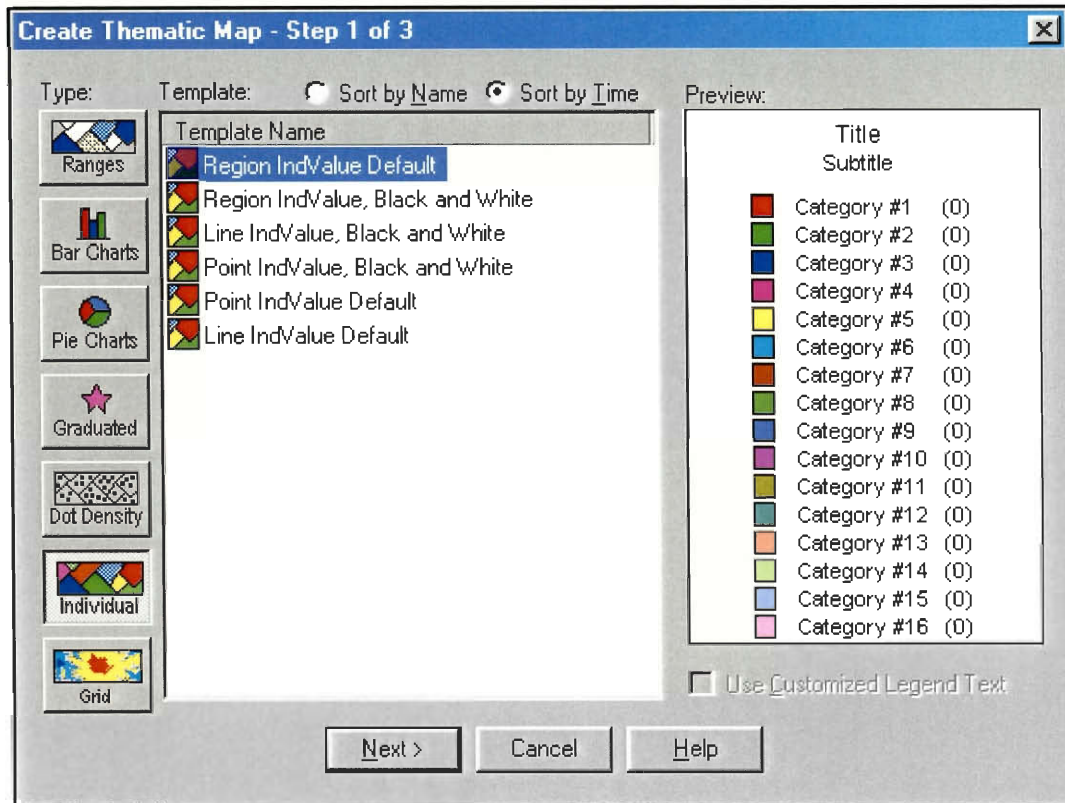 Create Thematic Map - Step 1 of 3
Type:
Template:
Sort by Name
Sort by Time
Ranges
Bar Charts
Pie Charts
Graduated
Dot Density
Individual
Grid
Template Name
Region IndValue Default
Region IndValue, Black and White
Line IndValue, Black and White
Point IndValue, Black and White
Point IndValue Default
Line IndValue Default
Preview:
Title
Subtitle
Category #1 (0)
Category #2 (0)
Category #3 (0)
Category #4 (0)
Category #5 (0)
Category #6 (0)
Category #7 (0)
Category #8 (0)
Category #9 (0)
Category #10 (0)
Category #11 (0)
Category #12 (0)
Category #13 (0)
Category #14 (0)
Category #15 (0)
Category #16 (0)
Use Customized Legend Text
Next >
Cancel
Help